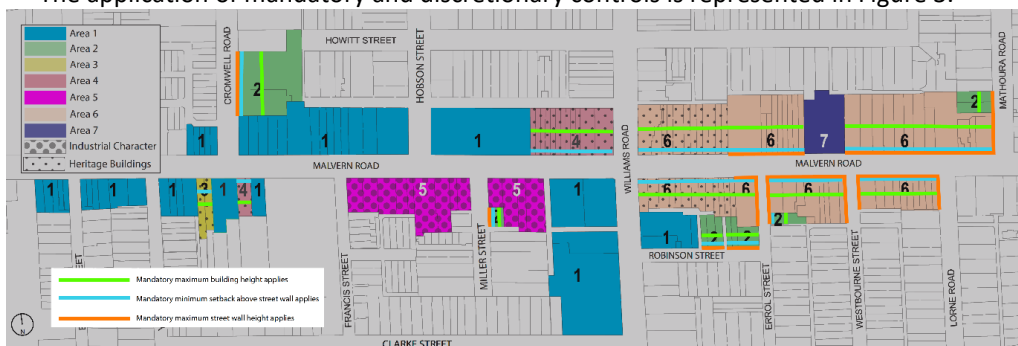 The application of mandatory and discretionary controls is represented in Figure 3.
Area 1
Area 2
Area 3
Area 4
Area 5
Area 6
Area 7
Industrial Character
Heritage Buildings
CROMWELL ROAD
HOWITT STREET
HOBSON STREET
WILLIAMS ROAD
MATHOURA ROAD
2
2
1
1
1
4
6
6
7
6
MALVERN ROAD
MALVERN ROAD
1
1
1
3
1
4
1
5
5
1
6
6
6
6
2
1
2
2
1
ROBINSON STREET
FRANCIS STREET
MILLER STREET
ERROL STREET
WESTBOURNE STREET
LORNE ROAD
Mandatory maximum building height applies
Mandatory minimum setback above street wall applies
Mandatory maximum street wall height applies
N
CLARKE STREET